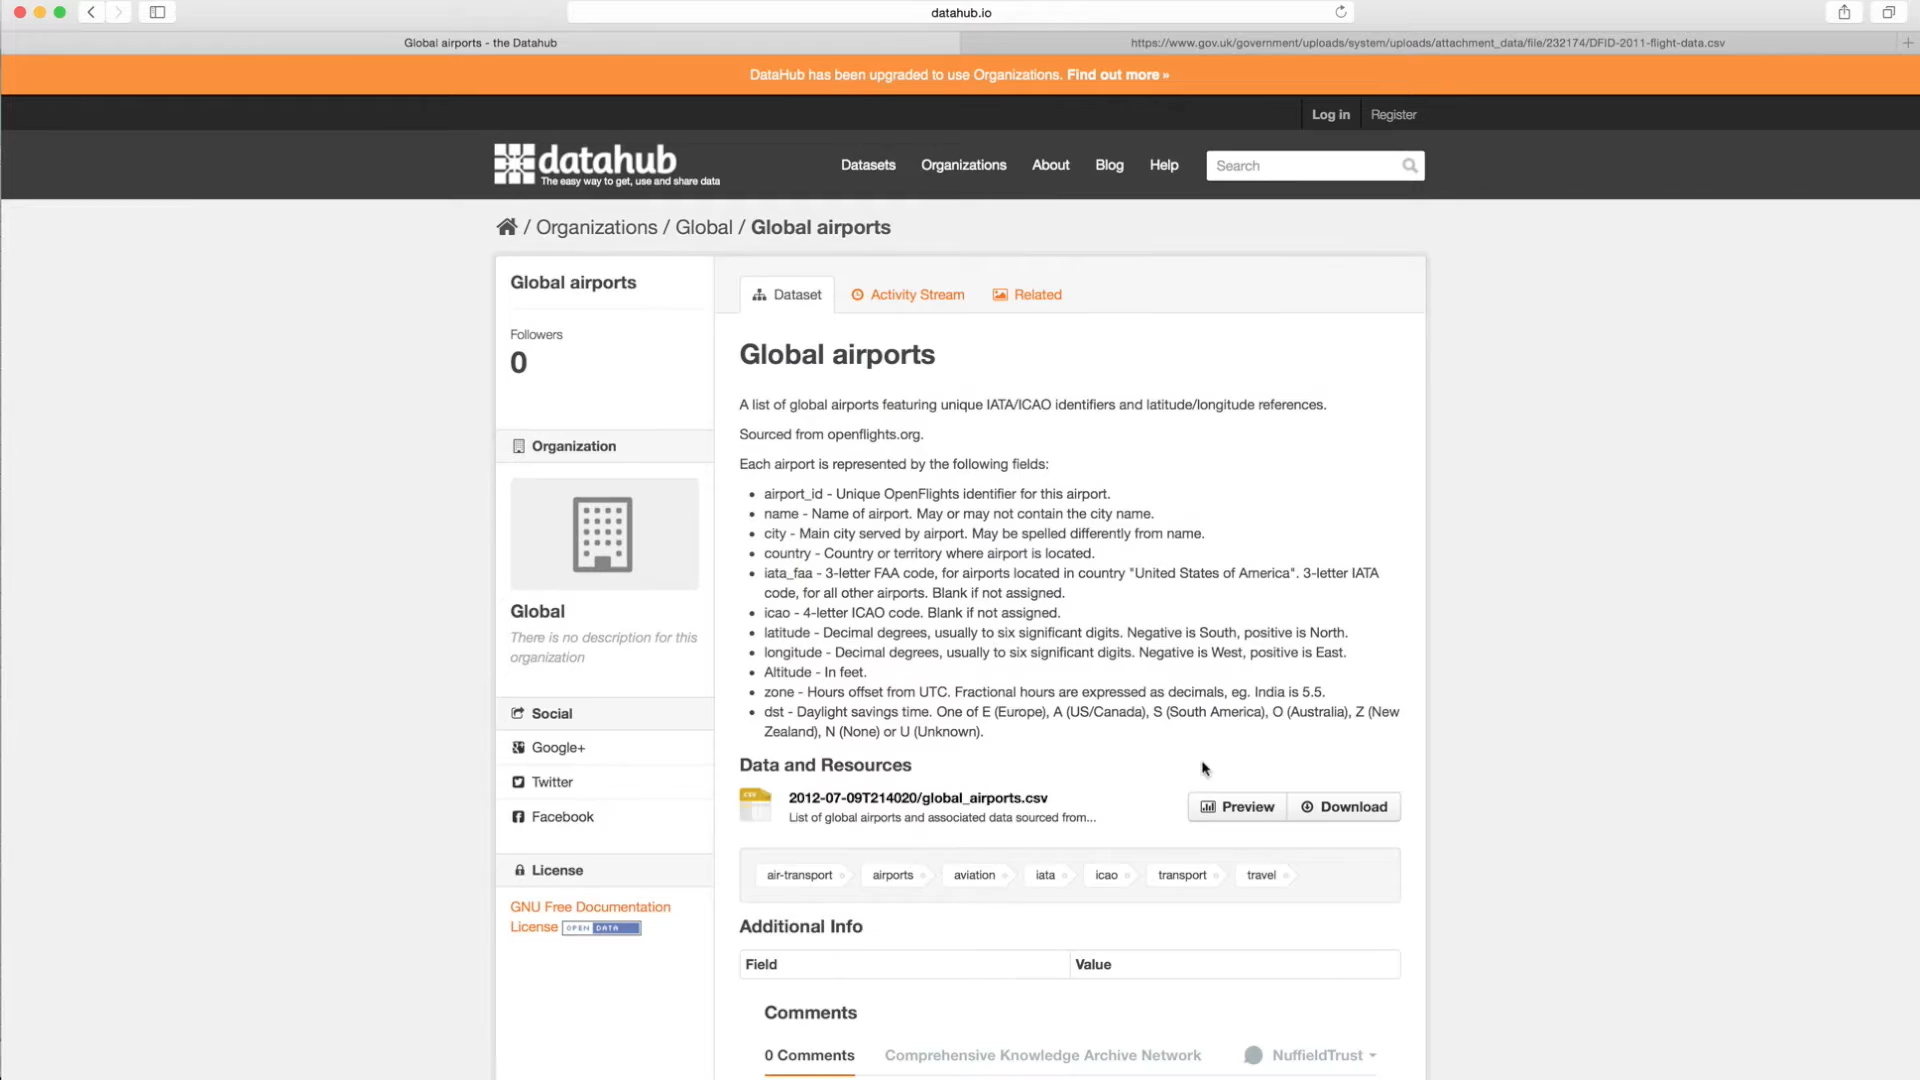 datahub.io
Global airports - the Datahub
https://www.gov.uk/government/uploads/system/uploads/attachment_data/file/232174/DFID-2011-flight-data.csv
DataHub has been upgraded to use Organizations. Find out more »
Log in
Register
datahub
The easy way to get, use and share data
Datasets
Organizations
About
Blog
Help
Search
/ Organizations / Global / Global airports
Global airports
Followers
0
Organization
Global
There is no description for this
organization
Social
Google+
Twitter
Facebook
License
GNU Free Documentation
License OPEN DATA
Dataset
Activity Stream
Related
Global airports
A list of global airports featuring unique IATA/ICAO identifiers and latitude/longitude references.
Sourced from openflights.org.
Each airport is represented by the following fields:
• airport_id - Unique OpenFlights identifier for this airport.
• name - Name of airport. May or may not contain the city name.
• city - Main city served by airport. May be spelled differently from name.
• country - Country or territory where airport is located.
• iata_faa - 3-letter FAA code, for airports located in country "United States of America". 3-letter IATA
code, for all other airports. Blank if not assigned.
• icao - 4-letter ICAO code. Blank if not assigned.
• latitude - Decimal degrees, usually to six significant digits. Negative is South, positive is North.
• longitude - Decimal degrees, usually to six significant digits. Negative is West, positive is East.
• Altitude - In feet.
• zone - Hours offset from UTC. Fractional hours are expressed as decimals, eg. India is 5.5.
• dst - Daylight savings time. One of E (Europe), A (US/Canada), S (South America), O (Australia), Z (New
Zealand), N (None) or U (Unknown).
Data and Resources
CSV
2012-07-09T214020/global_airports.csv
List of global airports and associated data sourced from...
Preview
Download
air-transport
airports
aviation
iata
icao
transport
travel
Additional Info
Field
Value
Comments
0 Comments
Comprehensive Knowledge Archive Network
NuffieldTrust